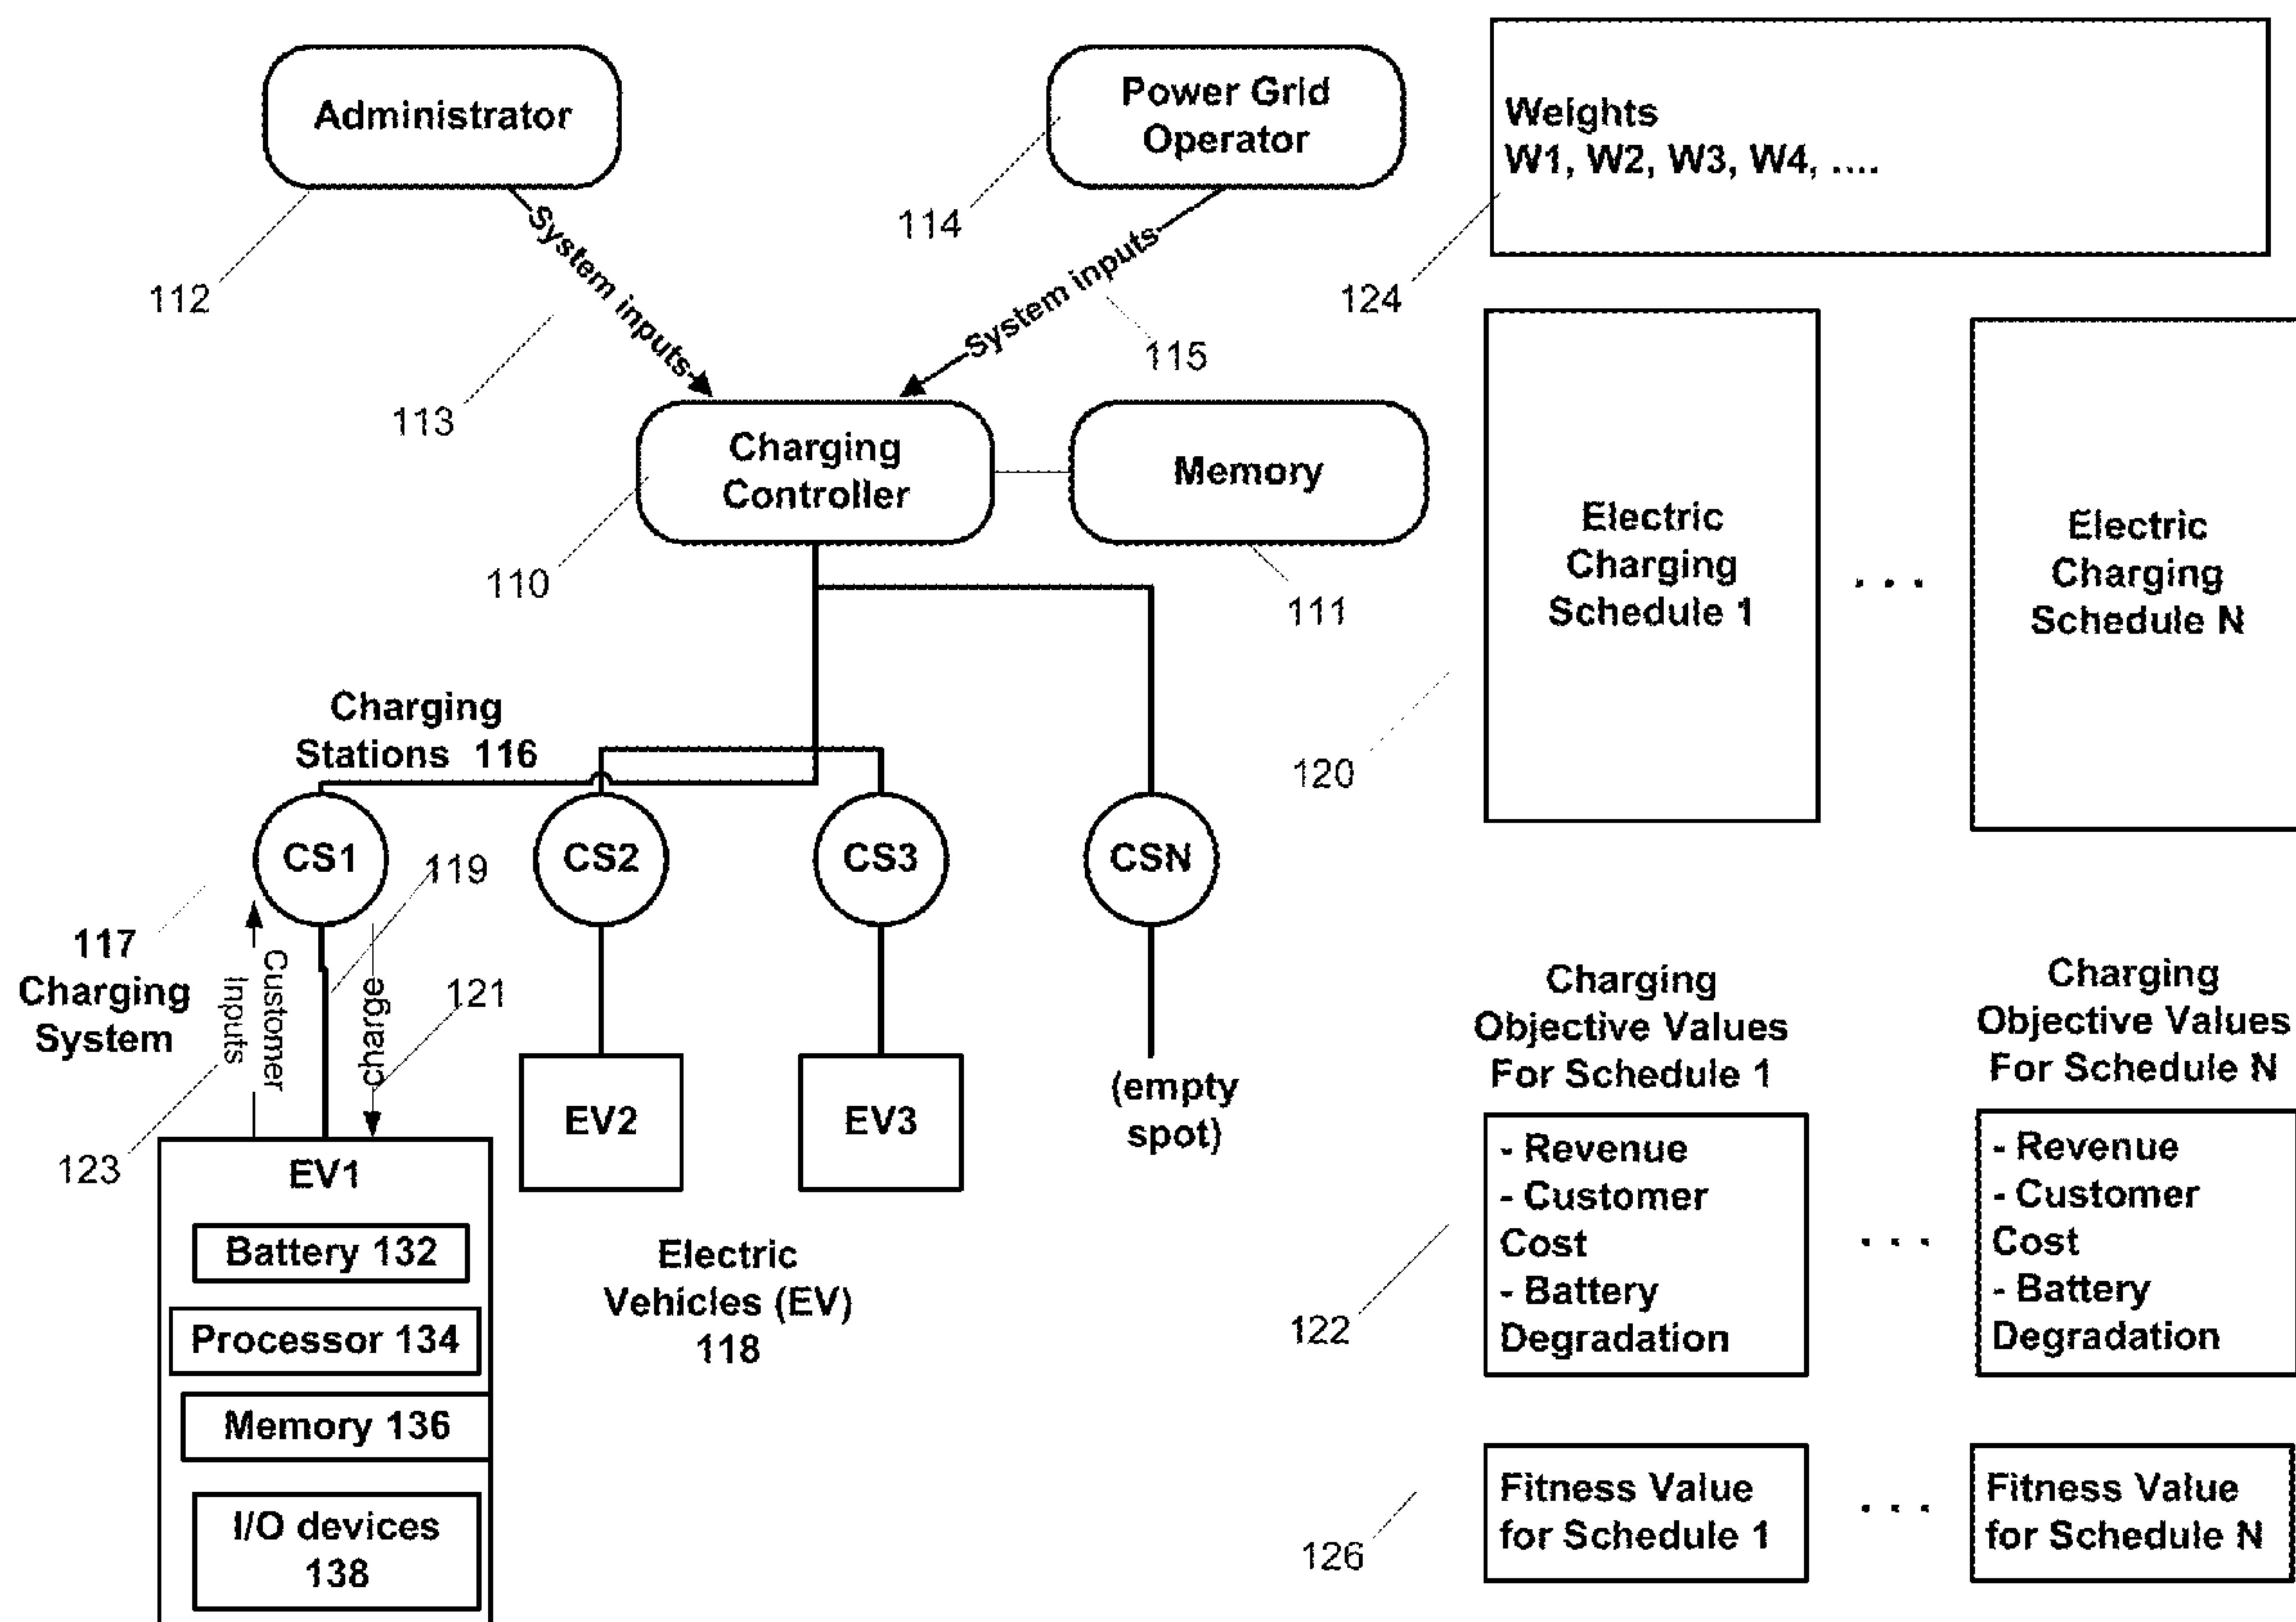 Administrator
Power Grid
Operator
Weights
W1, W2, W3, W4, ....
112
System inputs
113
114
System inputs
115
124
Charging
Controller
Memory
110
111
Electric
Charging
Schedule 1
. . .
Electric
Charging
Schedule N
120
Charging
Stations 116
CS1
CS2
CS3
CSN
119
117
Charging
System
Customer
Inputs
charge
121
123
EV1
Battery 132
Processor 134
Memory 136
I/O devices
138
EV2
EV3
(empty
spot)
Electric
Vehicles (EV)
118
Charging
Objective Values
For Schedule 1
Charging
Objective Values
For Schedule N
- Revenue
- Customer
Cost
- Battery
Degradation
. . .
- Revenue
- Customer
Cost
- Battery
Degradation
122
Fitness Value
for Schedule 1
. . .
Fitness Value
for Schedule N
126